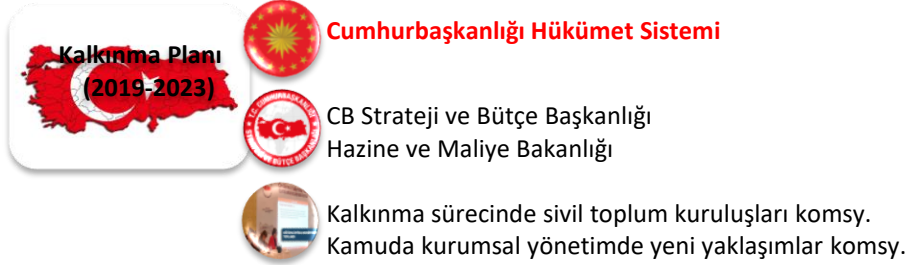 Kalkınma Planı
(2019-2023)
Cumhurbaşkanlığı Hükümet Sistemi
CB Strateji ve Bütçe Başkanlığı
Hazine ve Maliye Bakanlığı
Kalkınma sürecinde sivil toplum kuruluşları komsy.
Kamuda kurumsal yönetimde yeni yaklaşımlar komsy.